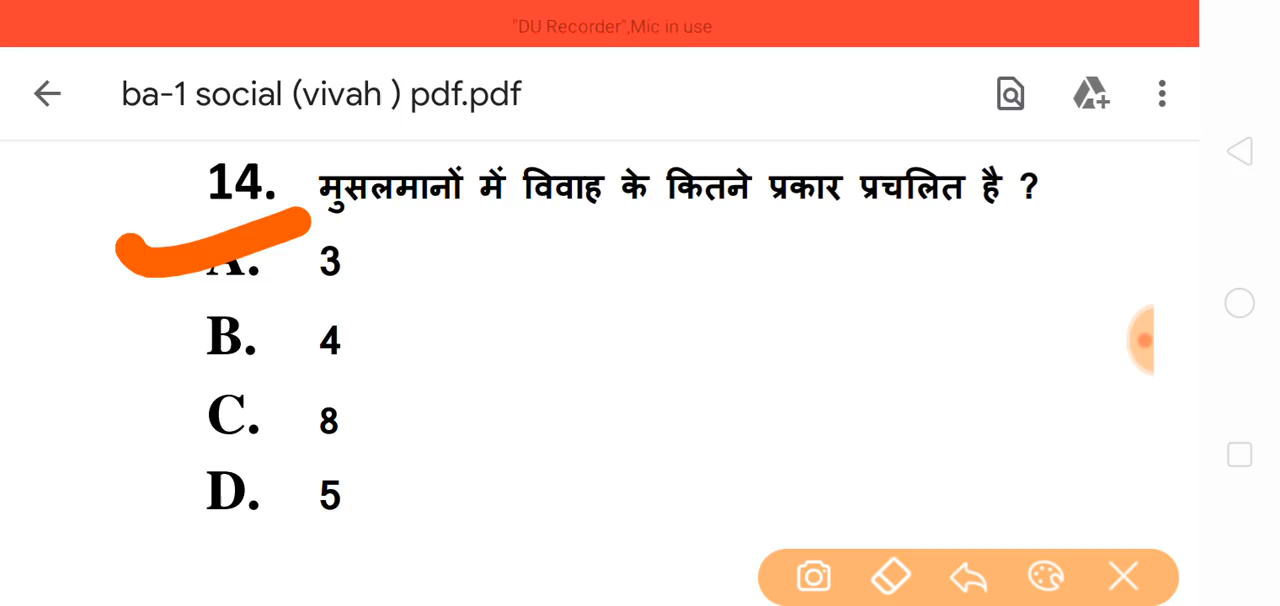 "DU Recorder",Mic in use
ba-1 social (vivah ) pdf.pdf
14. मुसलमानों में विवाह के कितने प्रकार प्रचलित है ?
A. 3
B. 4
C. 8
D. 5